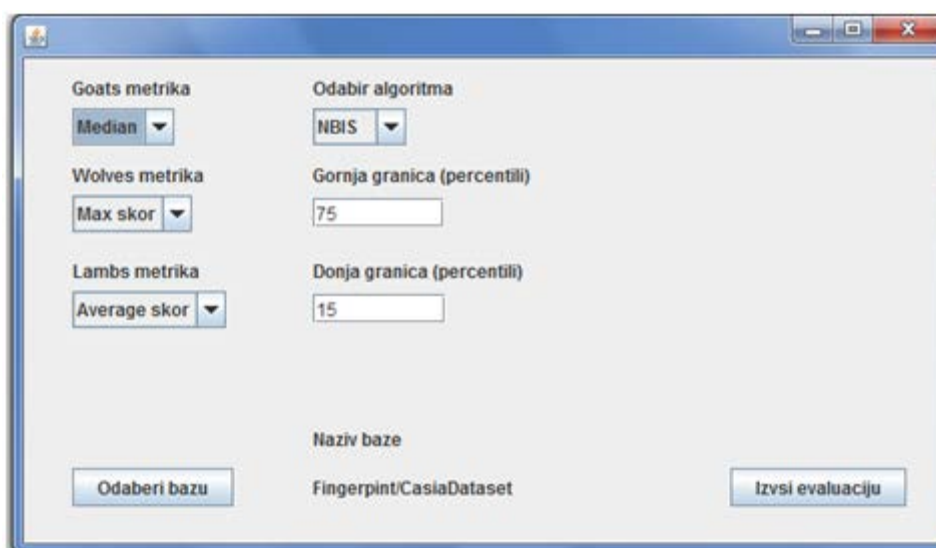 Goats metrika
Odabir algoritma
Median
NBIS
Wolves metrika
Gornja granica (percentili)
Max skor
75
Lambs metrika
Donja granica (percentili)
Average skor
15
Naziv baze
Odaberi bazu
Fingerpint/CasiaDataset
Izvsi evaluaciju